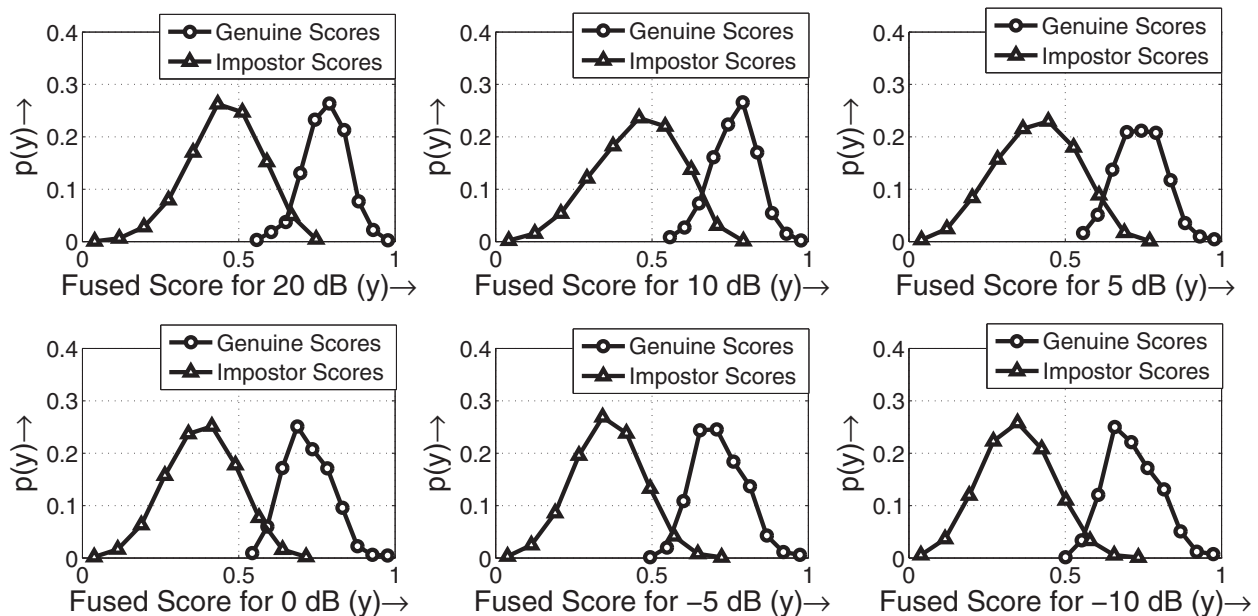 0.4
0.3
0.2
0.1
0
p(y)→
Genuine Scores
Impostor Scores
0 0.5 1
Fused Score for 20 dB (y)→
0.4
0.3
0.2
0.1
0
p(y)→
Genuine Scores
Impostor Scores
0 0.5 1
Fused Score for 10 dB (y)→
0.4
0.3
0.2
0.1
0
p(y)→
Genuine Scores
Impostor Scores
0 0.5 1
Fused Score for 5 dB (y)→
0.4
0.3
0.2
0.1
0
p(y)→
Genuine Scores
Impostor Scores
0 0.5 1
Fused Score for 0 dB (y)→
0.4
0.3
0.2
0.1
0
p(y)→
Genuine Scores
Impostor Scores
0 0.5 1
Fused Score for −5 dB (y)→
0.4
0.3
0.2
0.1
0
p(y)→
Genuine Scores
Impostor Scores
0 0.5 1
Fused Score for −10 dB (y)→